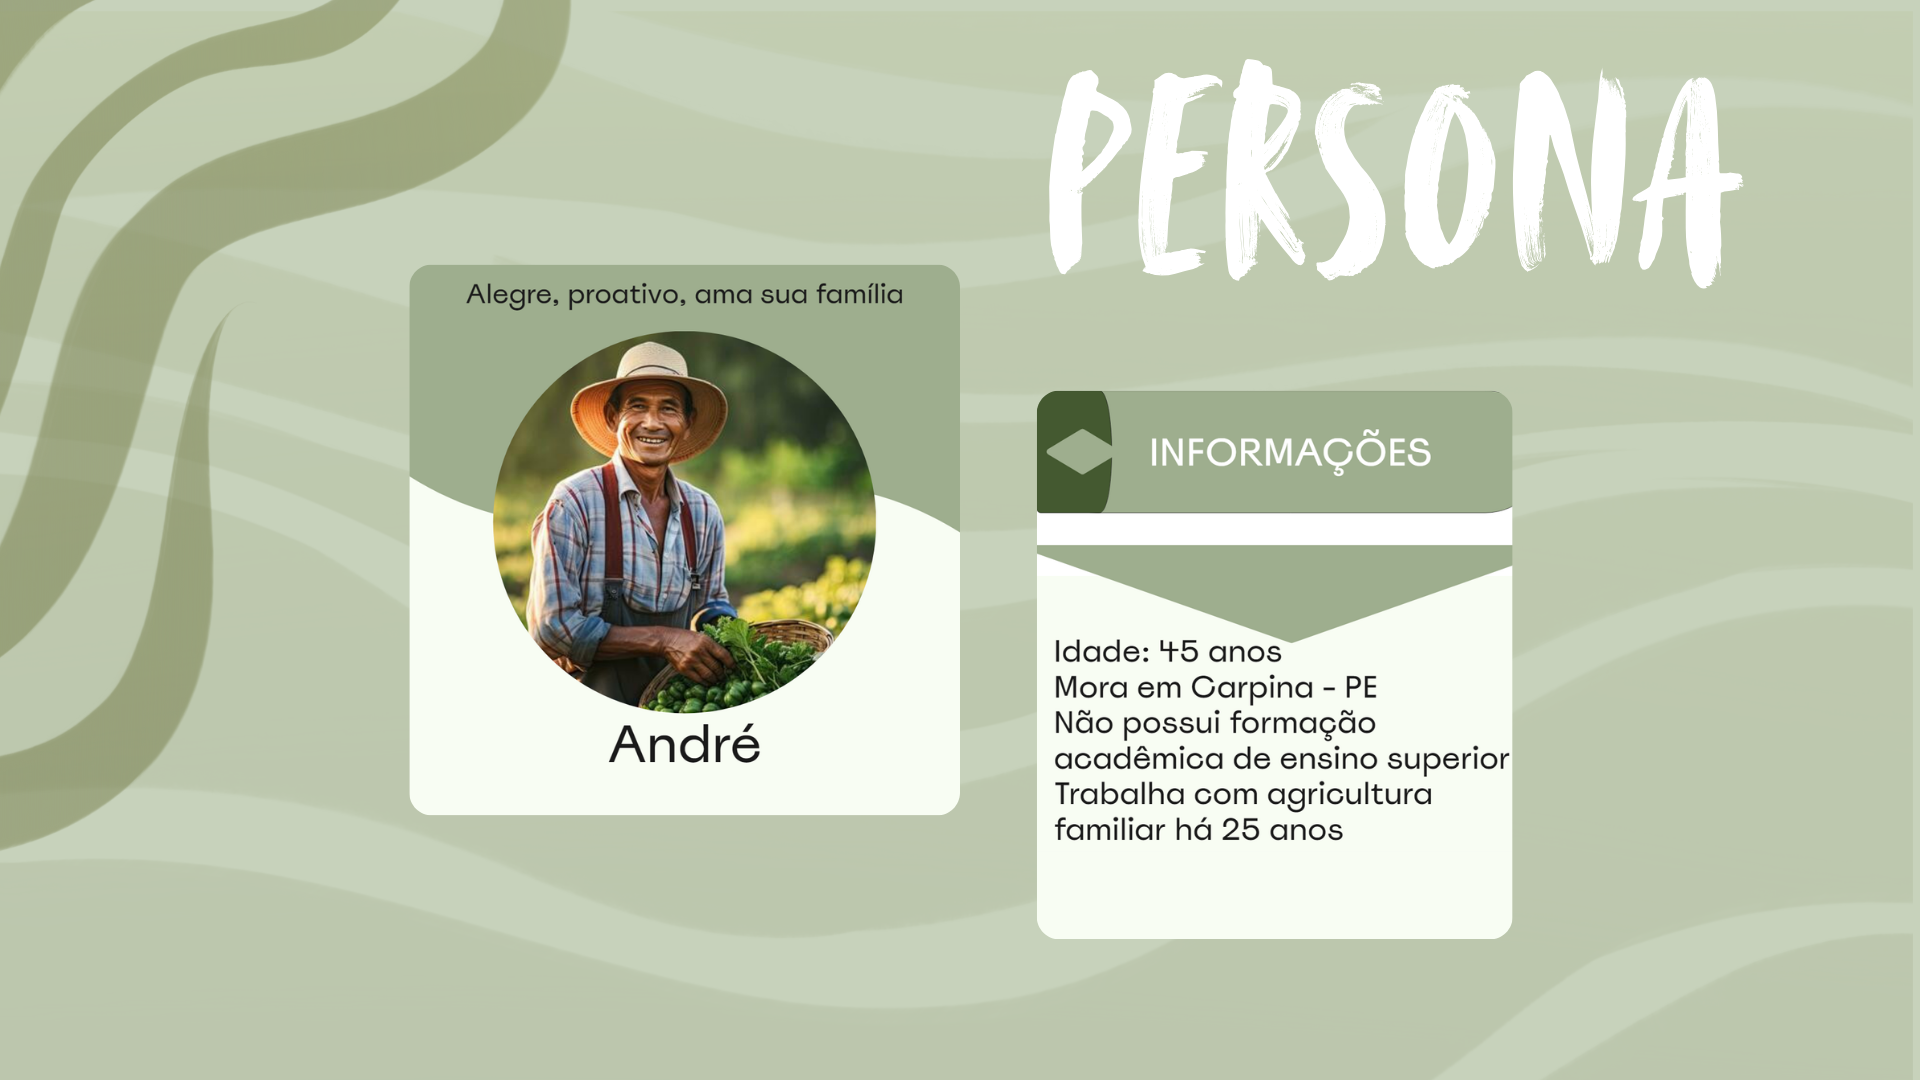 PERSONA
Alegre, proativo, ama sua família
André
INFORMAÇÕES
Idade: 45 anos
Mora em Carpina - PE
Não possui formação
acadêmica de ensino superior
Trabalha com agricultura
familiar há 25 anos